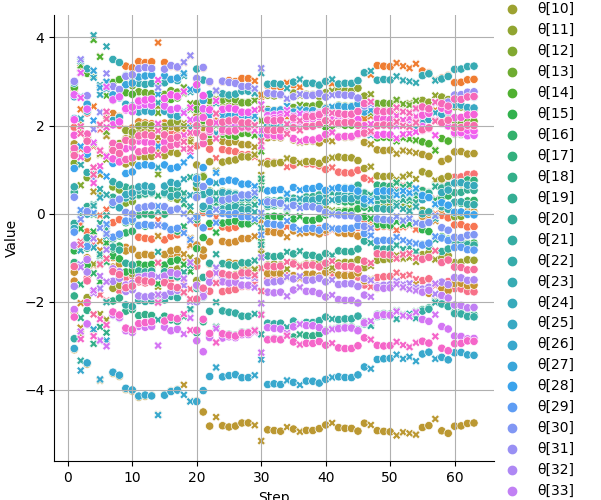 4
2
0
−2
−4
Value
0
10
20
30
40
50
60
Step
θ[10]
θ[11]
θ[12]
θ[13]
θ[14]
θ[15]
θ[16]
θ[17]
θ[18]
θ[19]
θ[20]
θ[21]
θ[22]
θ[23]
θ[24]
θ[25]
θ[26]
θ[27]
θ[28]
θ[29]
θ[30]
θ[31]
θ[32]
θ[33]